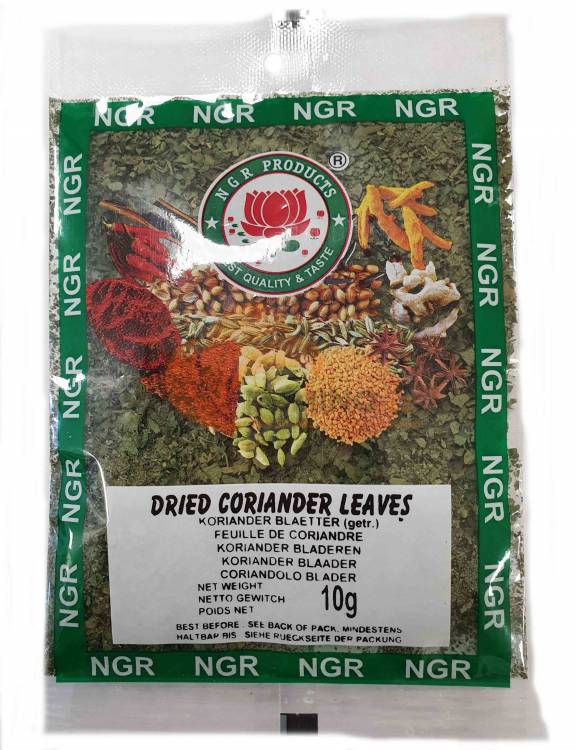 NGR NGR NGR NGR
NGR NGR NGR NGR NGR
NGR NGR NGR NGR NGR
NGR PRODUCTS ®
BEST QUALITY & TASTE
DRIED CORIANDER LEAVES
KORIANDER BLAETTER (getr.)
FEUILLE DE CORIANDRE
KORIANDER BLADEREN
KORIANDER BLAADER
CORIANDOLO BLADER
NET WEIGHT
NETTO GEWITCH 10g
POIDS NET
BEST BEFORE . SEE BACK OF PACK, MINDESTENS
HALTBAR BIS SIEHE RUECKSEITE DER PACKUNG
NGR NGR NGR NGR